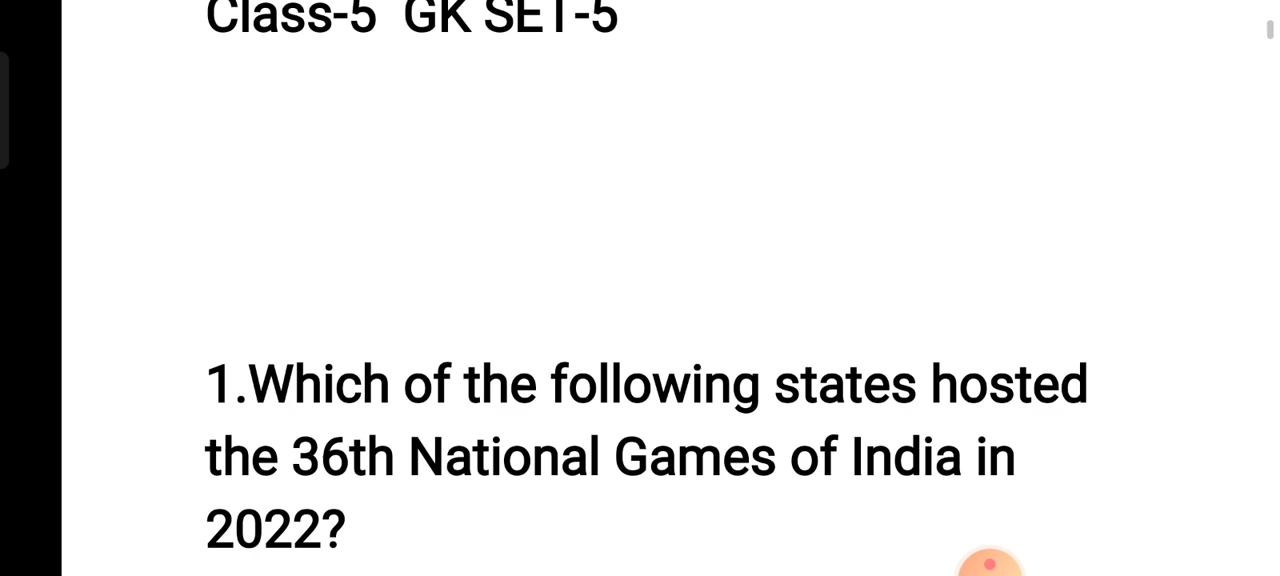 Class-5 GK SET-5
1.Which of the following states hosted
the 36th National Games of India in
2022?